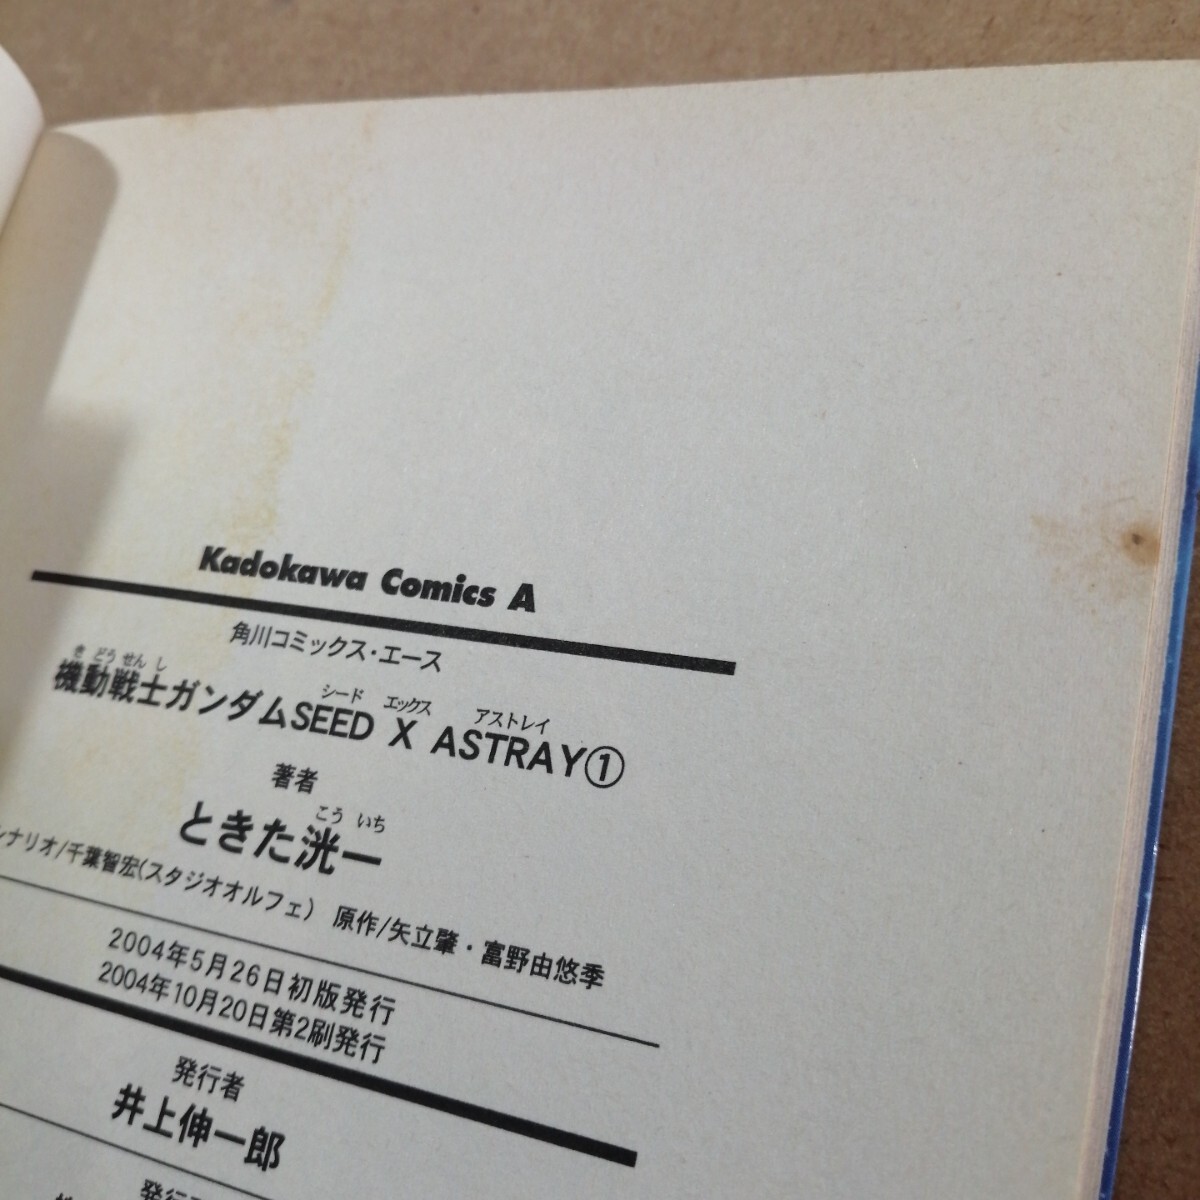 Kadokawa Comics A
角川コミックス・エース
き どう せん し シード エックス アストレイ
機動戦士ガンダムSEED X ASTRAY①
著者
こう いち
ときた洸一
ナリオ/千葉智宏(スタジオオルフェ) 原作/矢立肇・富野由悠季
2004年5月26日初版発行
2004年10月20日第2刷発行
発行者
井上伸一郎
発行